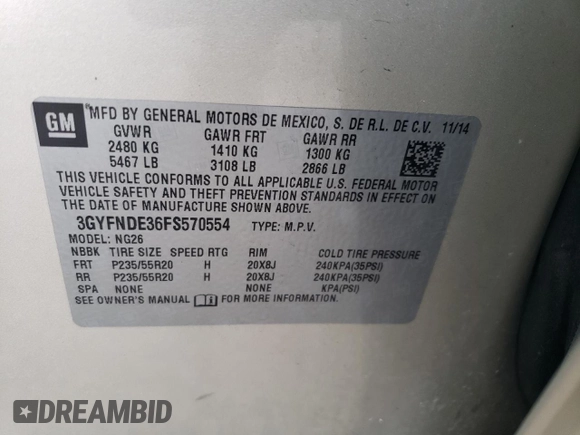 GM
MFD BY GENERAL MOTORS DE MEXICO, S. DE R.L. DE C.V. 11/14
GVWR GAWR FRT GAWR RR
2480 KG 1410 KG 1300 KG
5467 LB 3108 LB 2866 LB
THIS VEHICLE CONFORMS TO ALL APPLICABLE U.S. FEDERAL MOTOR
VEHICLE SAFETY AND THEFT PREVENTION STANDARDS IN EFFECT ON
THE DATE OF MANUFACTURE SHOWN ABOVE.
3GYFNDE36FS570554 TYPE: M.P.V.
MODEL: NG26
NBBK TIRE SIZE SPEED RTG RIM COLD TIRE PRESSURE
FRT P235/55R20 H 20X8J 240KPA(35PSI)
RR P235/55R20 H 20X8J 240KPA(35PSI)
SPA NONE NONE KPA(PSI)
SEE OWNER'S MANUAL FOR MORE INFORMATION.
DREAMBID